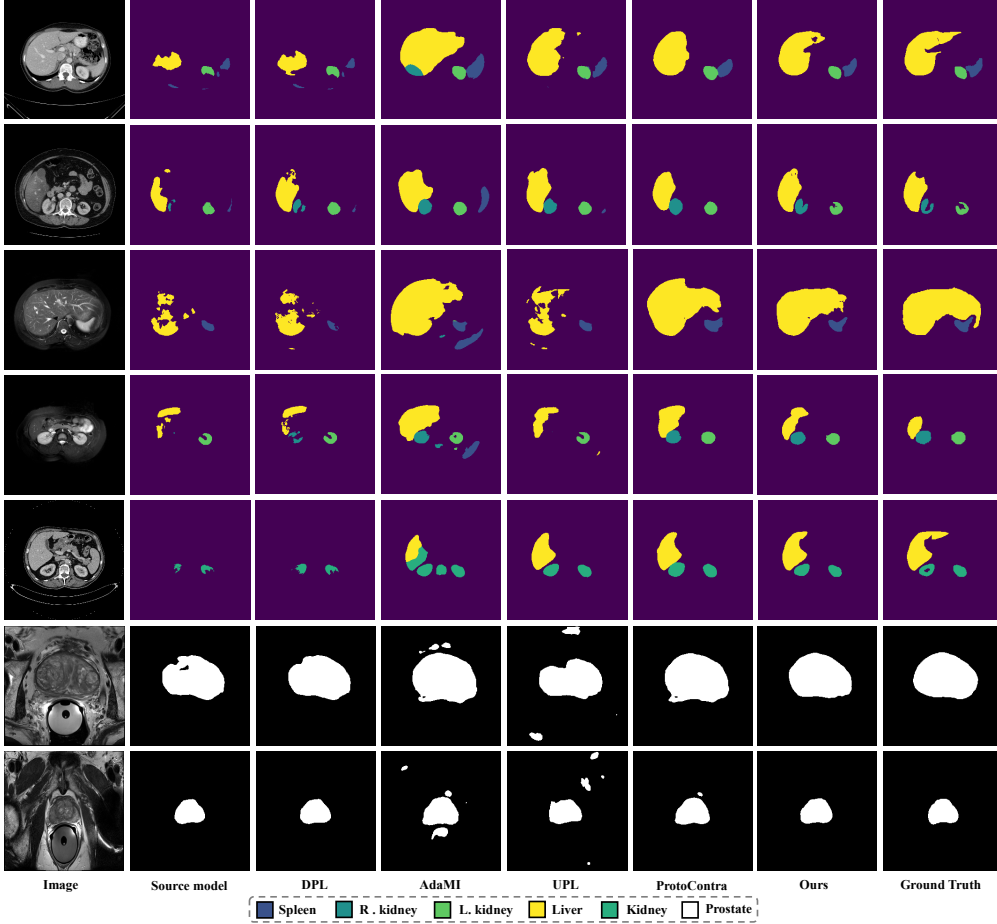 Image Source model DPL AdaMI UPL ProtoContra Ours Ground Truth
Spleen R . kidney L. kidney Liver Kidney Prostate